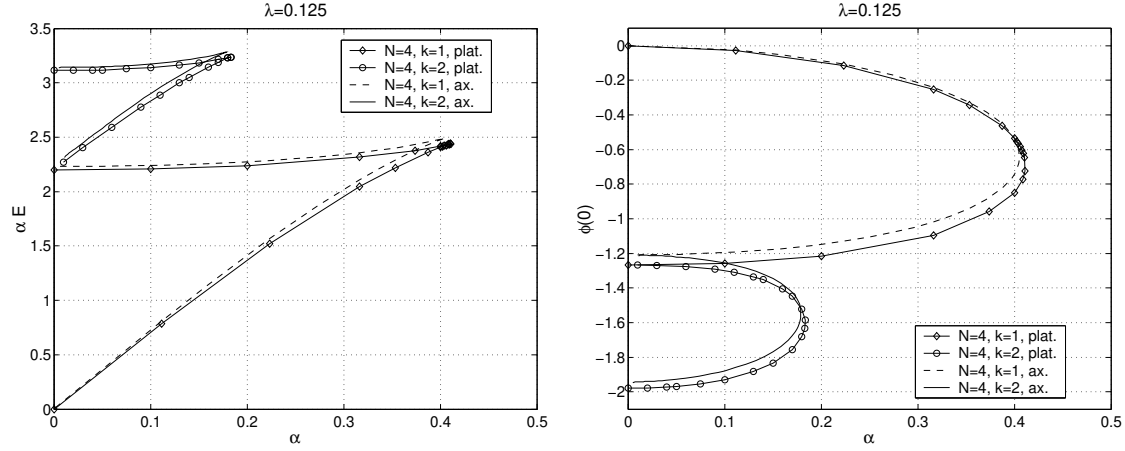 λ=0.125
3.5
3
2.5
2
1.5
1
0.5
0
α E
N=4, k=1, plat.
N=4, k=2, plat.
N=4, k=1, ax.
N=4, k=2, ax.
0 0.1 0.2 0.3 0.4 0.5
α
λ=0.125
0
−0.2
−0.4
−0.6
−0.8
−1
−1.2
−1.4
−1.6
−1.8
−2
ϕ(0)
N=4, k=1, plat.
N=4, k=2, plat.
N=4, k=1, ax.
N=4, k=2, ax.
0 0.1 0.2 0.3 0.4 0.5
α